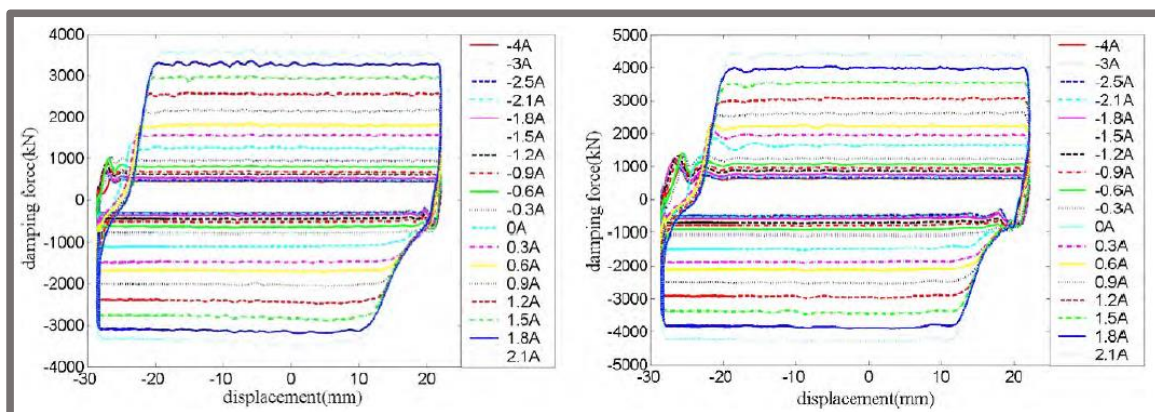 4000
3000
2000
1000
0
-1000
-2000
-3000
-4000
damping force(kN)
-30
-20
-10
0
10
20
displacement(mm)
-4A
-3A
-2.5A
-2.1A
-1.8A
-1.5A
-1.2A
-0.9A
-0.6A
-0.3A
0A
0.3A
0.6A
0.9A
1.2A
1.5A
1.8A
2.1A
5000
4000
3000
2000
1000
0
-1000
-2000
-3000
-4000
-5000
damping force(kN)
-30
-20
-10
0
10
20
displacement(mm)
-4A
-3A
-2.5A
-2.1A
-1.8A
-1.5A
-1.2A
-0.9A
-0.6A
-0.3A
0A
0.3A
0.6A
0.9A
1.2A
1.5A
1.8A
2.1A